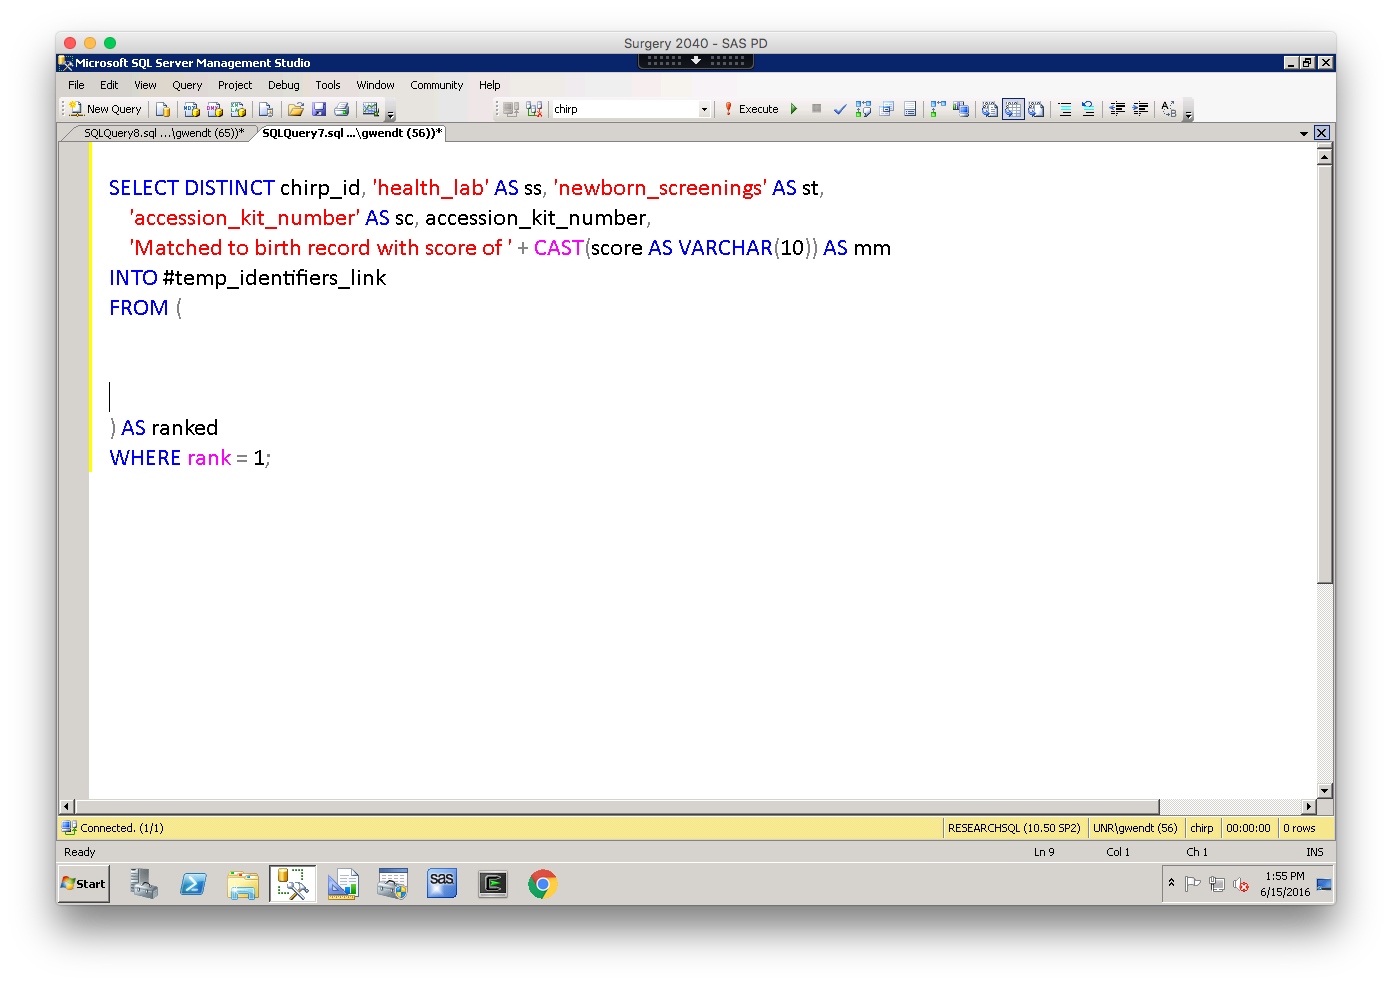 Surgery 2040 - SAS PD
Microsoft SQL Server Management Studio
File Edit View Query Project Debug Tools Window Community Help
New Query chirp Execute
SQLQuery8.sql ...\gwendt (65))* SQLQuery7.sql ...\gwendt (56))*
SELECT DISTINCT chirp_id, 'health_lab' AS ss, 'newborn_screenings' AS st,
'accession_kit_number' AS sc, accession_kit_number,
'Matched to birth record with score of ' + CAST(score AS VARCHAR(10)) AS mm
INTO #temp_identifiers_link
FROM (
) AS ranked
WHERE rank = 1;
Connected. (1/1) RESEARCHSQL (10.50 SP2) UNR\gwendt (56) chirp 00:00:00 0 rows
Ready Ln 9 Col 1 Ch 1 INS
Start sas 1:55 PM
6/15/2016